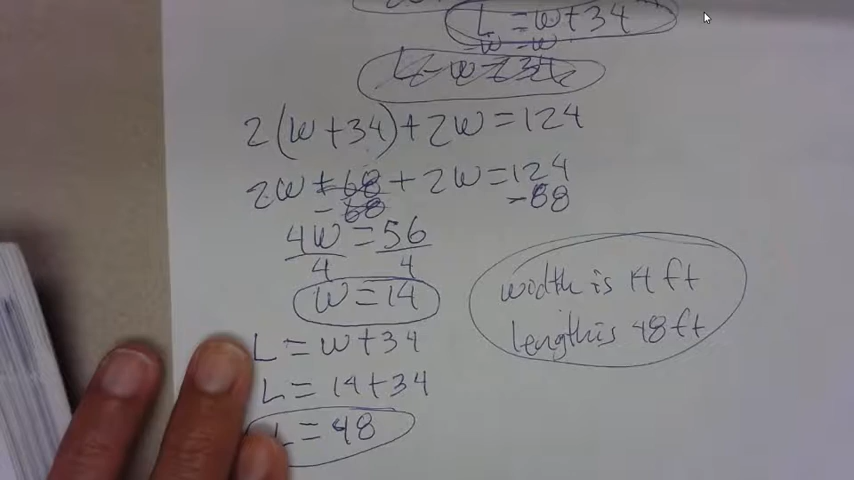 L = w + 34
-w -w
L - w = 34
2(w + 34) + 2w = 124
2w + 68 + 2w = 124
- 68 - 68
4w = 56
4 4
w = 14
width is 14 ft
length is 48 ft
L = w + 34
L = 14 + 34
L = 48